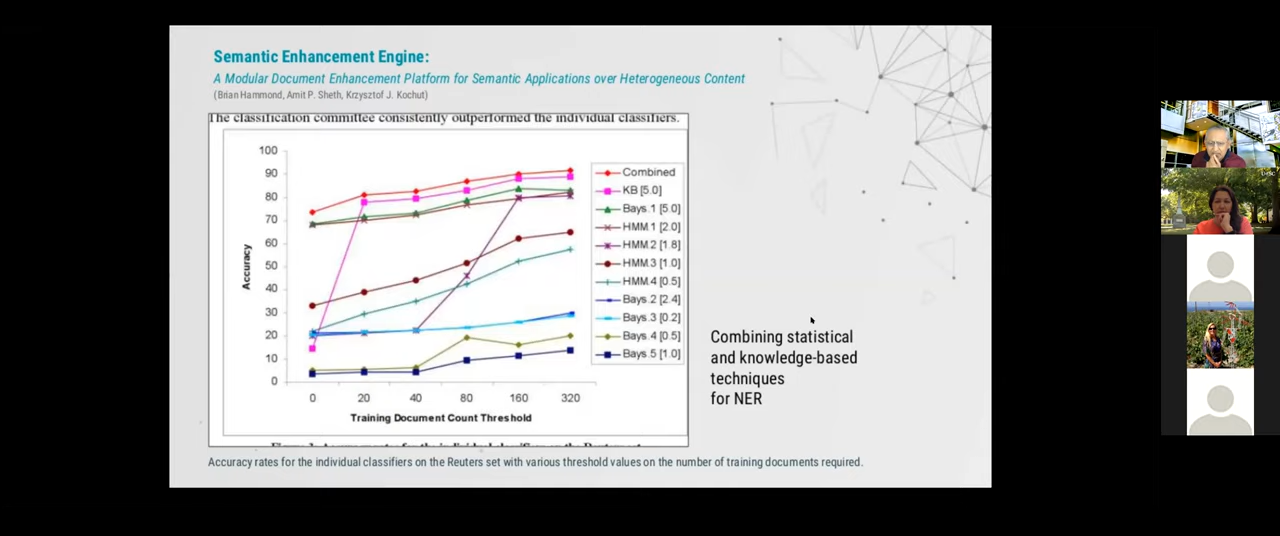 Semantic Enhancement Engine:
A Modular Document Enhancement Platform for Semantic Applications over Heterogeneous Content
(Brian Hammond, Amit P. Sheth, Krzysztof J. Kochut)
The classification committee consistently outperformed the individual classifiers.
100
90
80
70
60
50
40
30
20
10
0
Accuracy
0 20 40 80 160 320
Training Document Count Threshold
Combined
KB [5.0]
Bays.1 [5.0]
HMM.1 [2.0]
HMM.2 [1.8]
HMM.3 [1.0]
HMM.4 [0.5]
Bays.2 [2.4]
Bays.3 [0.2]
Bays.4 [0.5]
Bays.5 [1.0]
Combining statistical
and knowledge-based
techniques
for NER
Accuracy rates for the individual classifiers on the Reuters set with various threshold values on the number of training documents required.